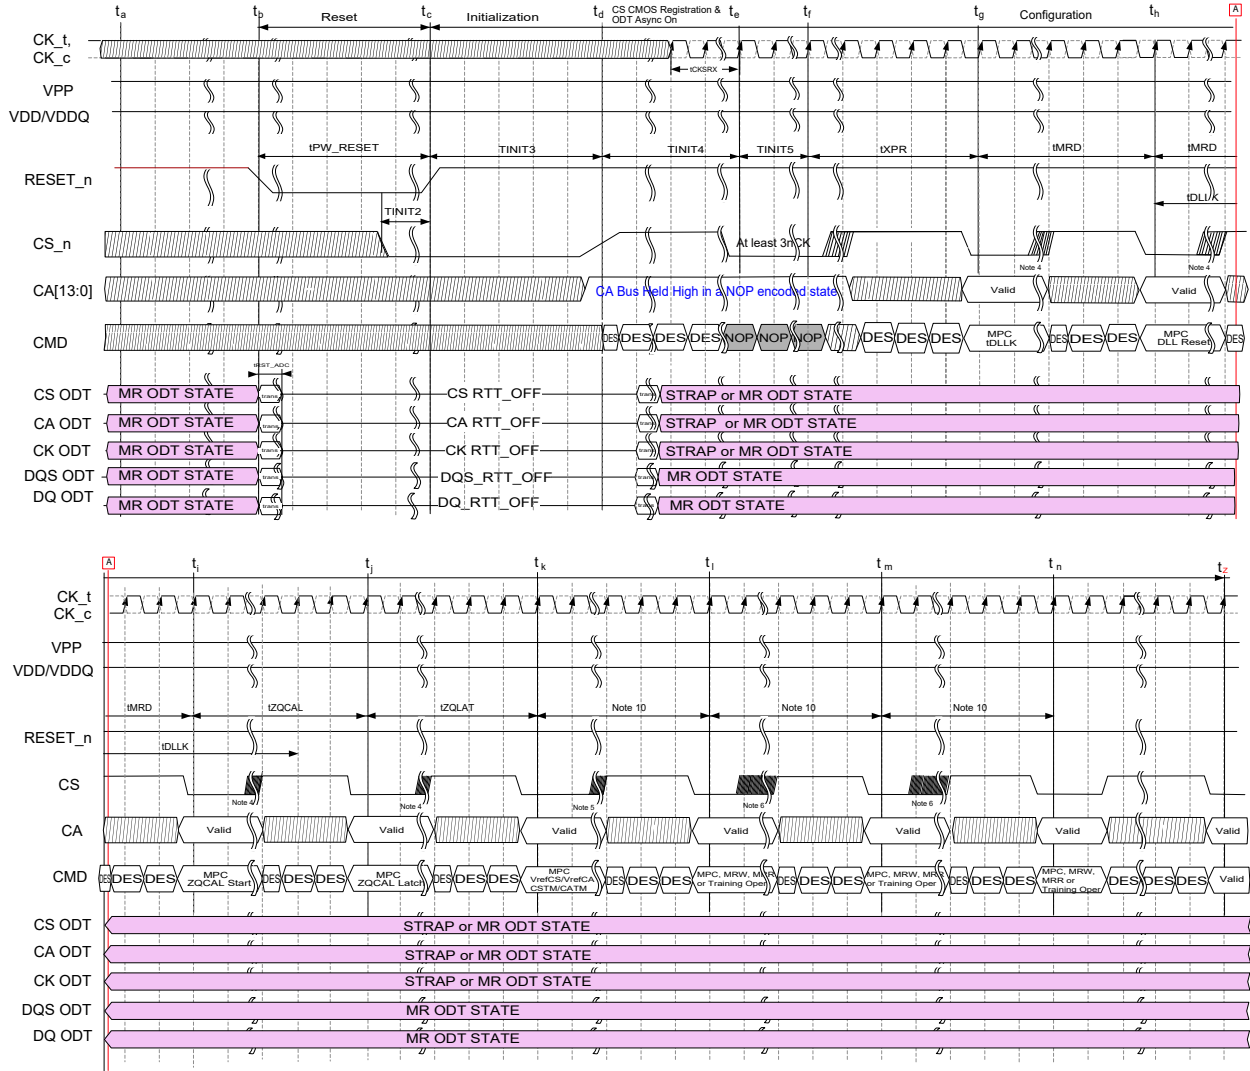 ta tb Reset tc Initialization td CS CMOS Registration & ODT Async On te tf tg Configuration th A
CK_t,
CK_c
tCKSRX
VPP
VDD/VDDQ
tPW_RESET TINIT3 TINIT4 TINIT5 tXPR tMRD tMRD
RESET_n
TINIT2 tDLLK
CS_n At least 3nCK
Note 4 Note 4
CA[13:0] CA Bus Held High in a NOP encoded state Valid Valid
CMD DES DES DES DES NOP NOP NOP DES DES DES MPC tDLLK DES DES DES MPC DLL Reset DES
tRST_ADC
CS ODT MR ODT STATE trans CS RTT_OFF trans STRAP or MR ODT STATE
CA ODT MR ODT STATE trans CA RTT_OFF trans STRAP or MR ODT STATE
CK ODT MR ODT STATE trans CK RTT_OFF trans STRAP or MR ODT STATE
DQS ODT MR ODT STATE trans DQS_RTT_OFF trans MR ODT STATE
DQ ODT MR ODT STATE trans DQ_RTT_OFF trans MR ODT STATE
A ti tj tk tl tm tn tz
CK_t
CK_c
VPP
VDD/VDDQ
tMRD tZQCAL tZQLAT Note 10 Note 10 Note 10
RESET_n
tDLLK
CS
Note 4 Note 4 Note 5 Note 6 Note 6
CA Valid Valid Valid Valid Valid Valid Valid
CMD DES DES DES MPC ZQCAL Start DES DES DES MPC ZQCAL Latch DES DES DES MPC VrefCS/VrefCA CSTM/CATM DES DES DES MPC, MRW, MRR or Training Oper DES DES DES MPC, MRW, MRR or Training Oper DES DES DES MPC, MRW, MRR or Training Oper DES DES DES Valid
CS ODT STRAP or MR ODT STATE
CA ODT STRAP or MR ODT STATE
CK ODT STRAP or MR ODT STATE
DQS ODT MR ODT STATE
DQ ODT MR ODT STATE